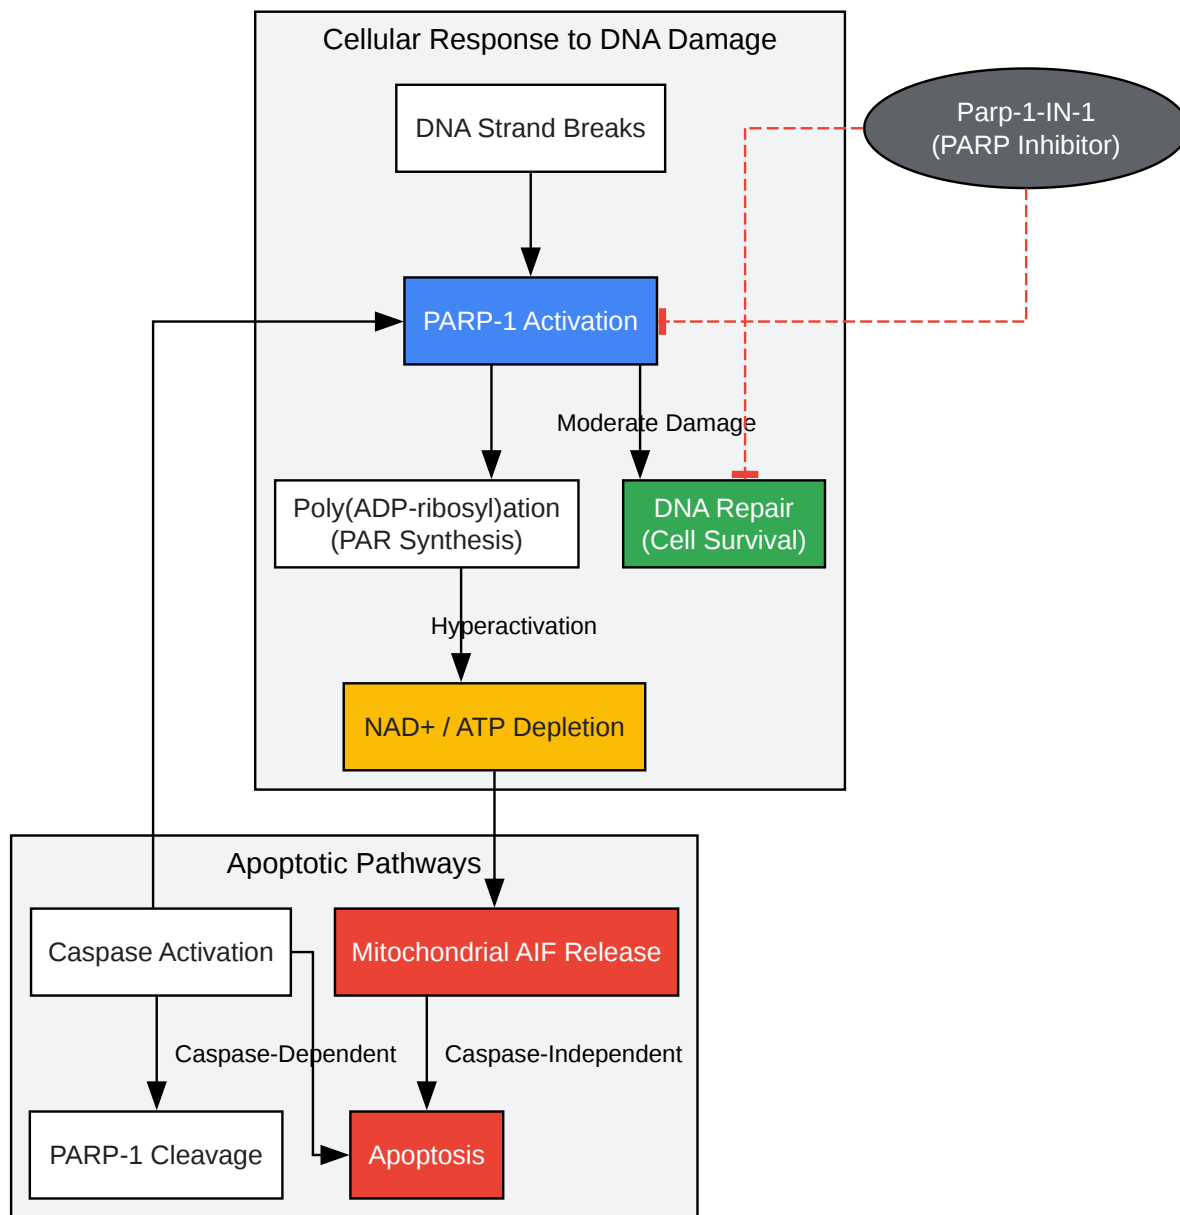 Cellular Response to DNA Damage
DNA Strand Breaks
Parp-1-IN-1
(PARP Inhibitor)
PARP-1 Activation
Moderate Damage
Poly(ADP-ribosyl)ation
(PAR Synthesis)
DNA Repair
(Cell Survival)
Hyperactivation
NAD+ / ATP Depletion
Apoptotic Pathways
Caspase Activation
Mitochondrial AIF Release
Caspase-Dependent
Caspase-Independent
PARP-1 Cleavage
Apoptosis